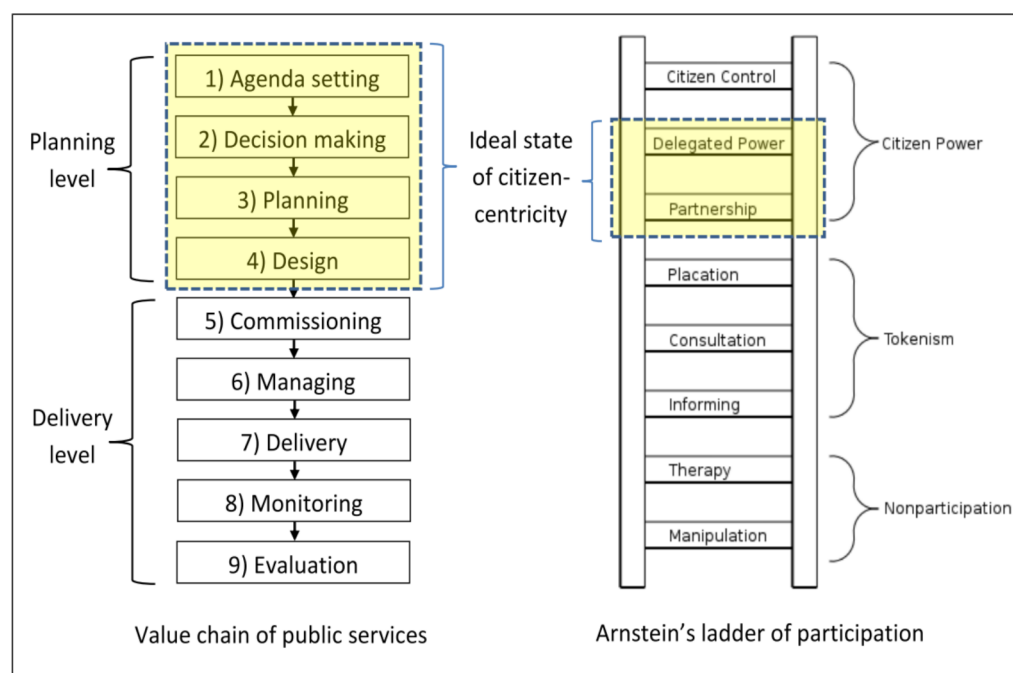 Planning
level
1) Agenda setting
2) Decision making
3) Planning
4) Design
Delivery
level
5) Commissioning
6) Managing
7) Delivery
8) Monitoring
9) Evaluation
Value chain of public services
Ideal state
of citizen-
centricity
Citizen Control
Delegated Power
Partnership
Citizen Power
Placation
Consultation
Informing
Tokenism
Therapy
Manipulation
Nonparticipation
Arnstein’s ladder of participation